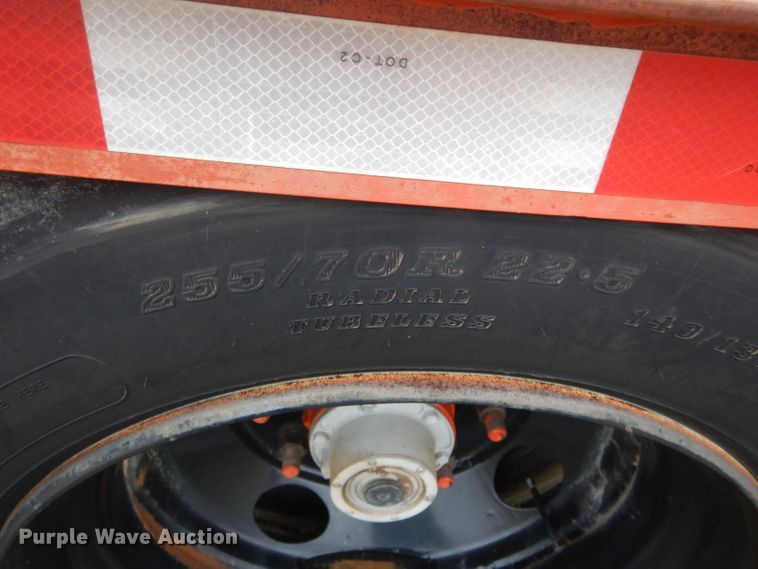 DOT-C2
255/70R 22.5
RADIAL
TUBELESS
140/13
Purple Wave Auction